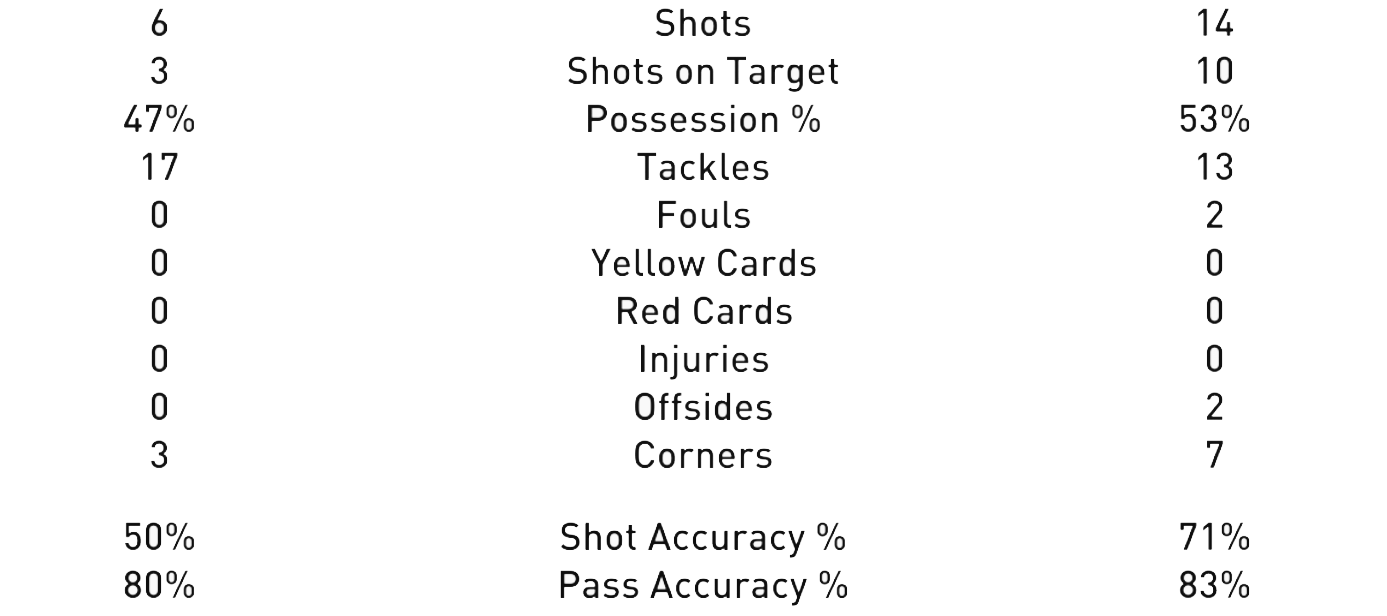 6 Shots 14
3 Shots on Target 10
47% Possession % 53%
17 Tackles 13
0 Fouls 2
0 Yellow Cards 0
0 Red Cards 0
0 Injuries 0
0 Offsides 2
3 Corners 7
50% Shot Accuracy % 71%
80% Pass Accuracy % 83%